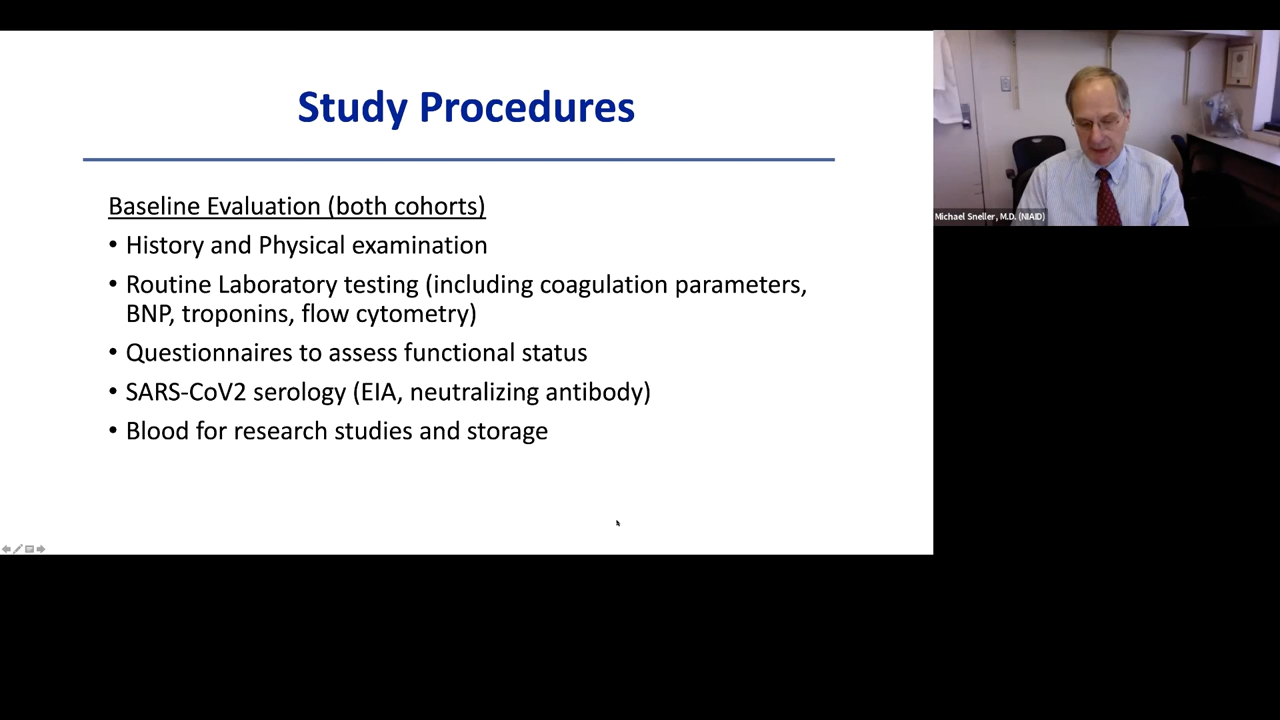 Study Procedures
Baseline Evaluation (both cohorts)
• History and Physical examination
• Routine Laboratory testing (including coagulation parameters,
BNP, troponins, flow cytometry)
• Questionnaires to assess functional status
• SARS-CoV2 serology (EIA, neutralizing antibody)
• Blood for research studies and storage
Michael Sneller, M.D. (NIAID)